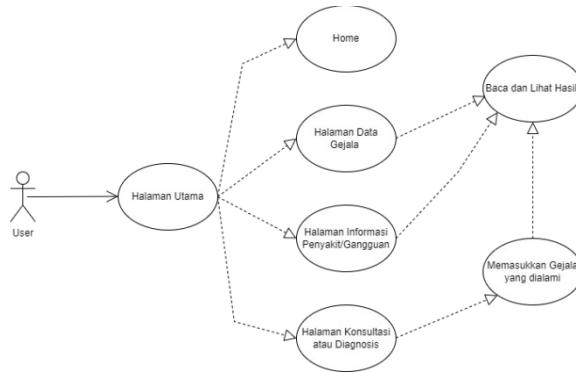 Home
Baca dan Lihat Hasil
Halaman Data
Gejala
Halaman Utama
User
Halaman Informasi
Penyakit/Gangguan
Memasukkan Gejala
yang dialami
Halaman Konsultasi
atau Diagnosis